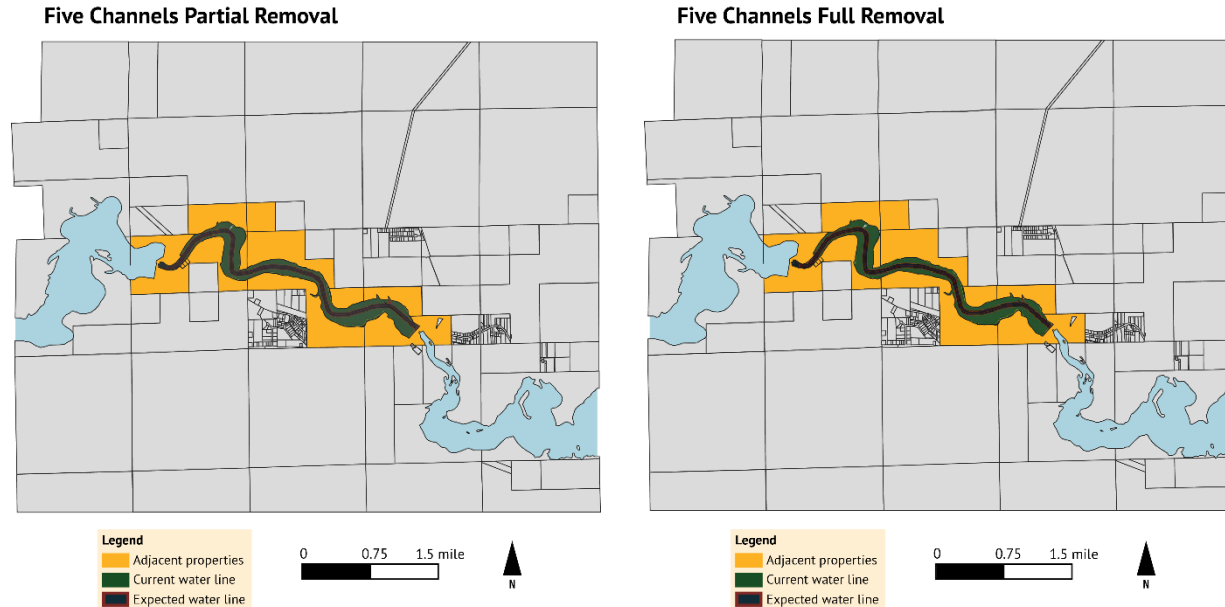 Five Channels Partial Removal
Legend
Adjacent properties
Current water line
Expected water line
0 0.75 1.5 mile
N
Five Channels Full Removal
Legend
Adjacent properties
Current water line
Expected water line
0 0.75 1.5 mile
N